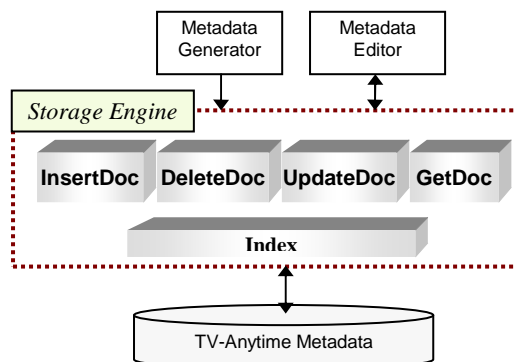 Metadata
Generator
Metadata
Editor
Storage Engine
InsertDoc
DeleteDoc
UpdateDoc
GetDoc
Index
TV-Anytime Metadata